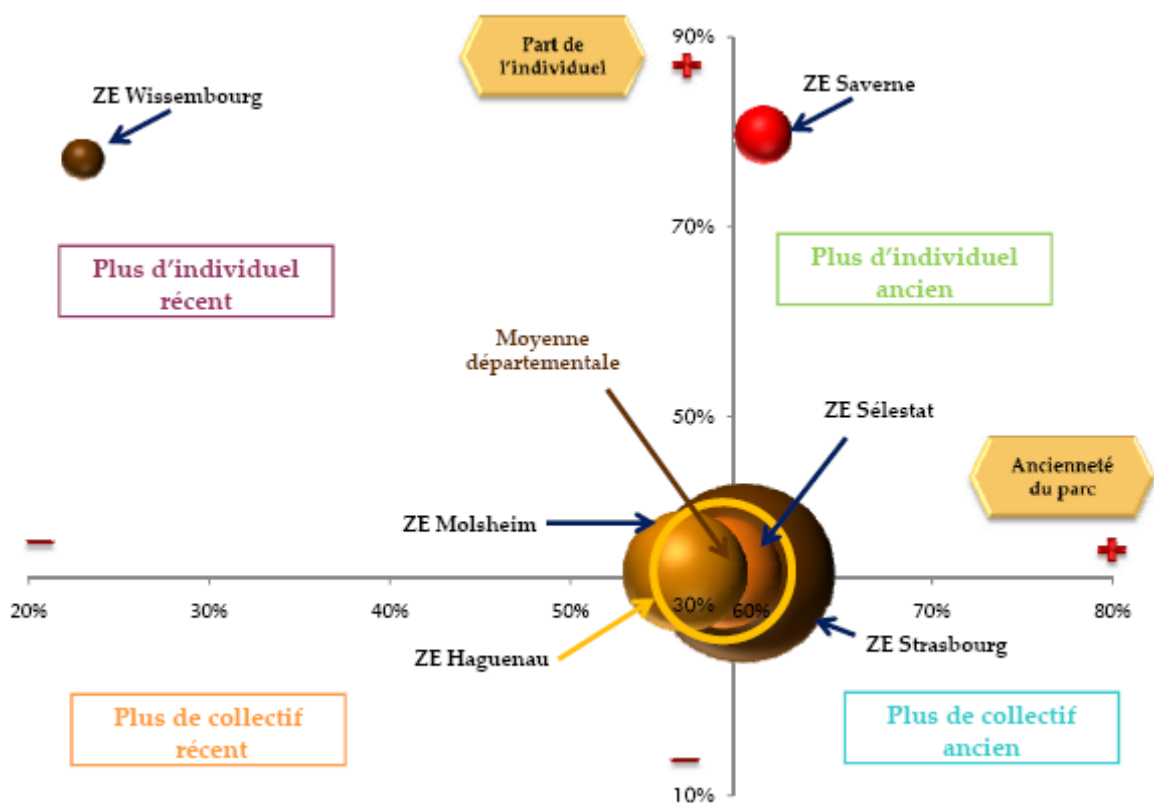 90%
Part de
l'individuel
ZE Wissembourg
ZE Saverne
70%
Plus d'individuel
récent
Plus d'individuel
ancien
Moyenne
départementale
50%
ZE Sélestat
Ancienneté
du parc
ZE Molsheim
20%
30%
40%
50%
30%
60%
70%
80%
ZE Haguenau
ZE Strasbourg
Plus de collectif
récent
Plus de collectif
ancien
10%